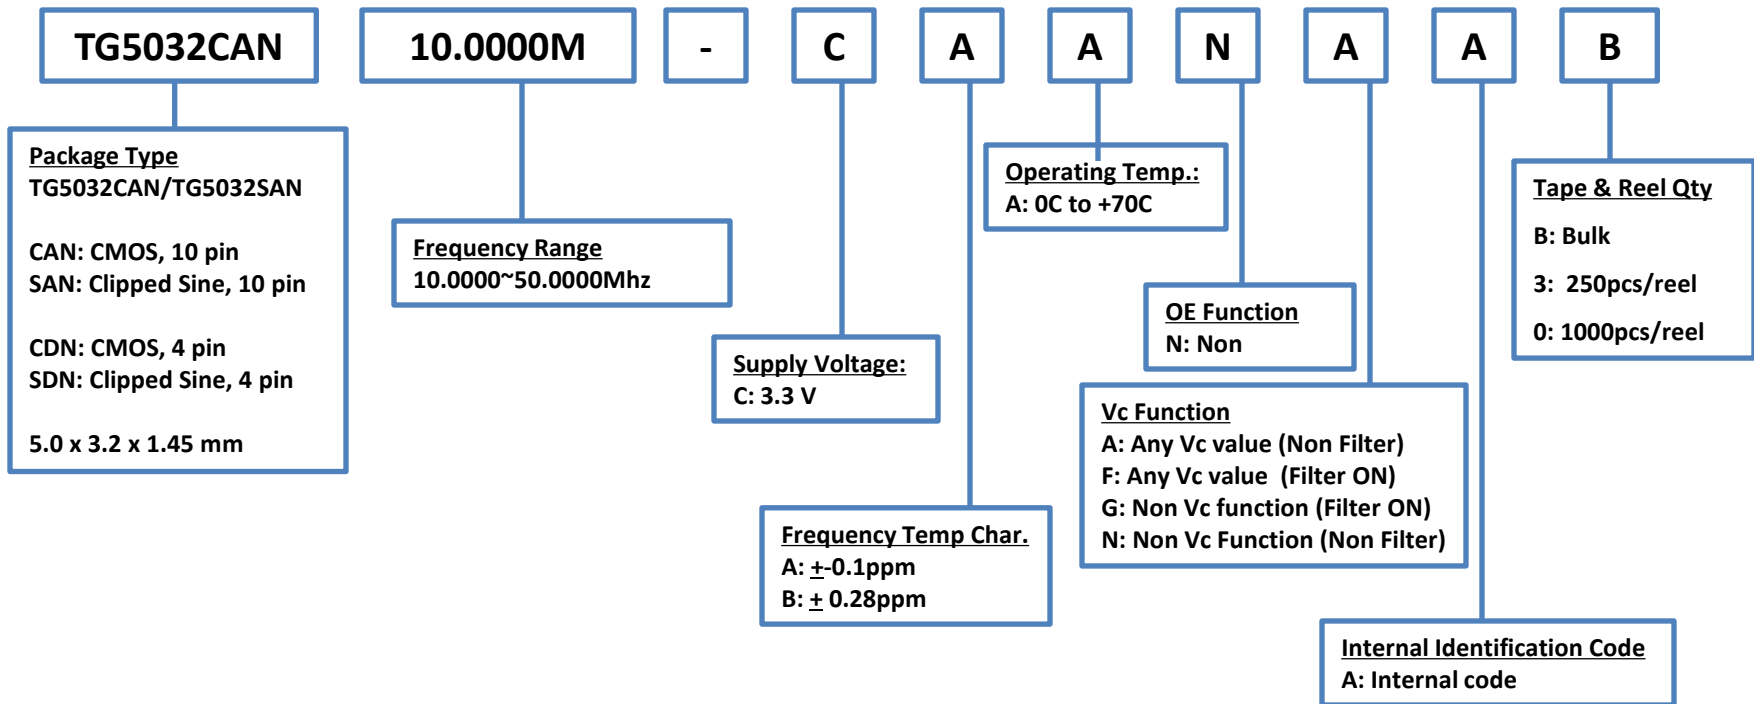 TG5032CAN 10.0000M - C A A N A A B
Package Type
TG5032CAN/TG5032SAN
CAN: CMOS, 10 pin
SAN: Clipped Sine, 10 pin
CDN: CMOS, 4 pin
SDN: Clipped Sine, 4 pin
5.0 x 3.2 x 1.45 mm
Frequency Range
10.0000~50.0000Mhz
Supply Voltage:
C: 3.3 V
Frequency Temp Char.
A: +-0.1ppm
B: + 0.28ppm
Operating Temp.:
A: 0C to +70C
OE Function
N: Non
Vc Function
A: Any Vc value (Non Filter)
F: Any Vc value  (Filter ON)
G: Non Vc function (Filter ON)
N: Non Vc Function (Non Filter)
Internal Identification Code
A: Internal code
Tape & Reel Qty
B: Bulk
3:  250pcs/reel
0: 1000pcs/reel